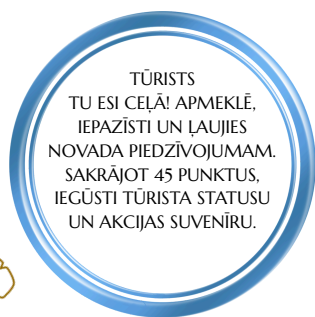 TŪRISTS
TU ESI CEĻĀ! APMEKLĒ,
IEPAZĪSTI UN ĻAUJIES
NOVADA PIEDZĪVOJUMAM.
SAKRĀJOT 45 PUNKTUS,
IEGŪSTI TŪRISTA STATUSU
UN AKCIJAS SUVENĪRU.